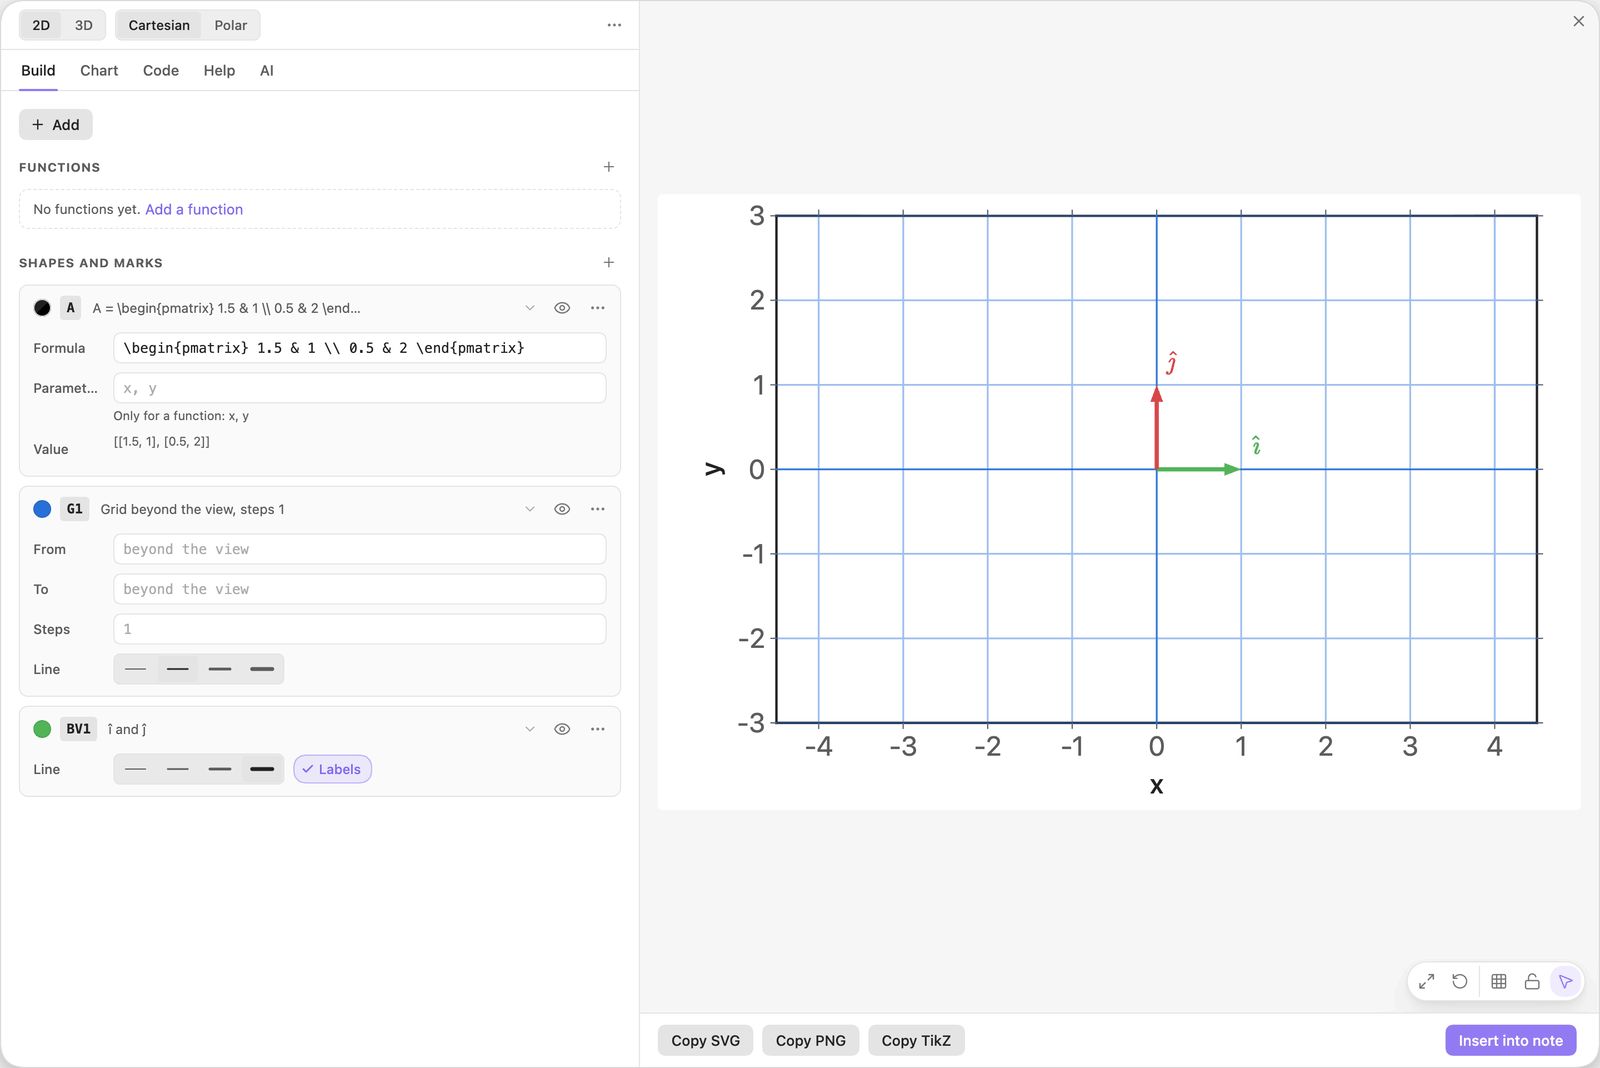 2D 3D Cartesian Polar
Build Chart Code Help AI
+ Add
FUNCTIONS
No functions yet. Add a function
SHAPES AND MARKS
A A = \begin{pmatrix} 1.5 & 1 \\ 0.5 & 2 \end...
Formula \begin{pmatrix} 1.5 & 1 \\ 0.5 & 2 \end{pmatrix}
Paramet... x, y
Only for a function: x, y
Value [[1.5, 1], [0.5, 2]]
G1 Grid beyond the view, steps 1
From beyond the view
To beyond the view
Steps 1
Line
BV1 î and ĵ
Line Labels
3
2
1
0
-1
-2
-3
y
ĵ
î
-4 -3 -2 -1 0 1 2 3 4
x
Copy SVG Copy PNG Copy TikZ Insert into note